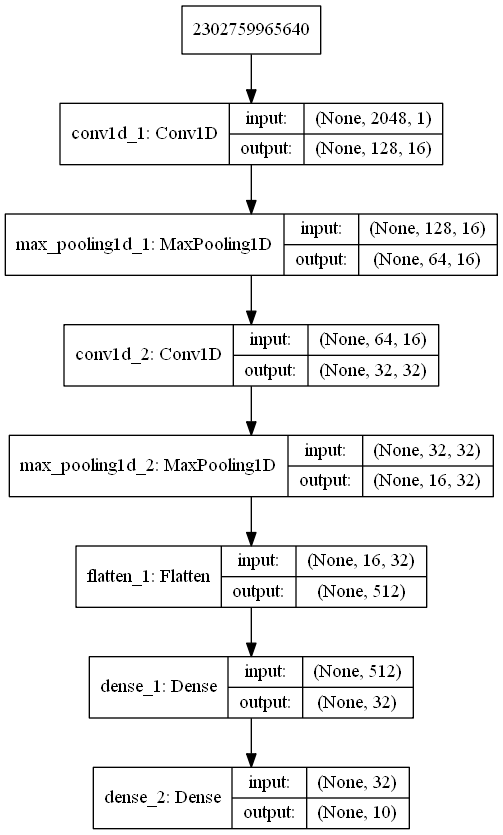 2302759965640
conv1d_1: Conv1D
input:
(None, 2048, 1)
output:
(None, 128, 16)
max_pooling1d_1: MaxPooling1D
input:
(None, 128, 16)
output:
(None, 64, 16)
conv1d_2: Conv1D
input:
(None, 64, 16)
output:
(None, 32, 32)
max_pooling1d_2: MaxPooling1D
input:
(None, 32, 32)
output:
(None, 16, 32)
flatten_1: Flatten
input:
(None, 16, 32)
output:
(None, 512)
dense_1: Dense
input:
(None, 512)
output:
(None, 32)
dense_2: Dense
input:
(None, 32)
output:
(None, 10)